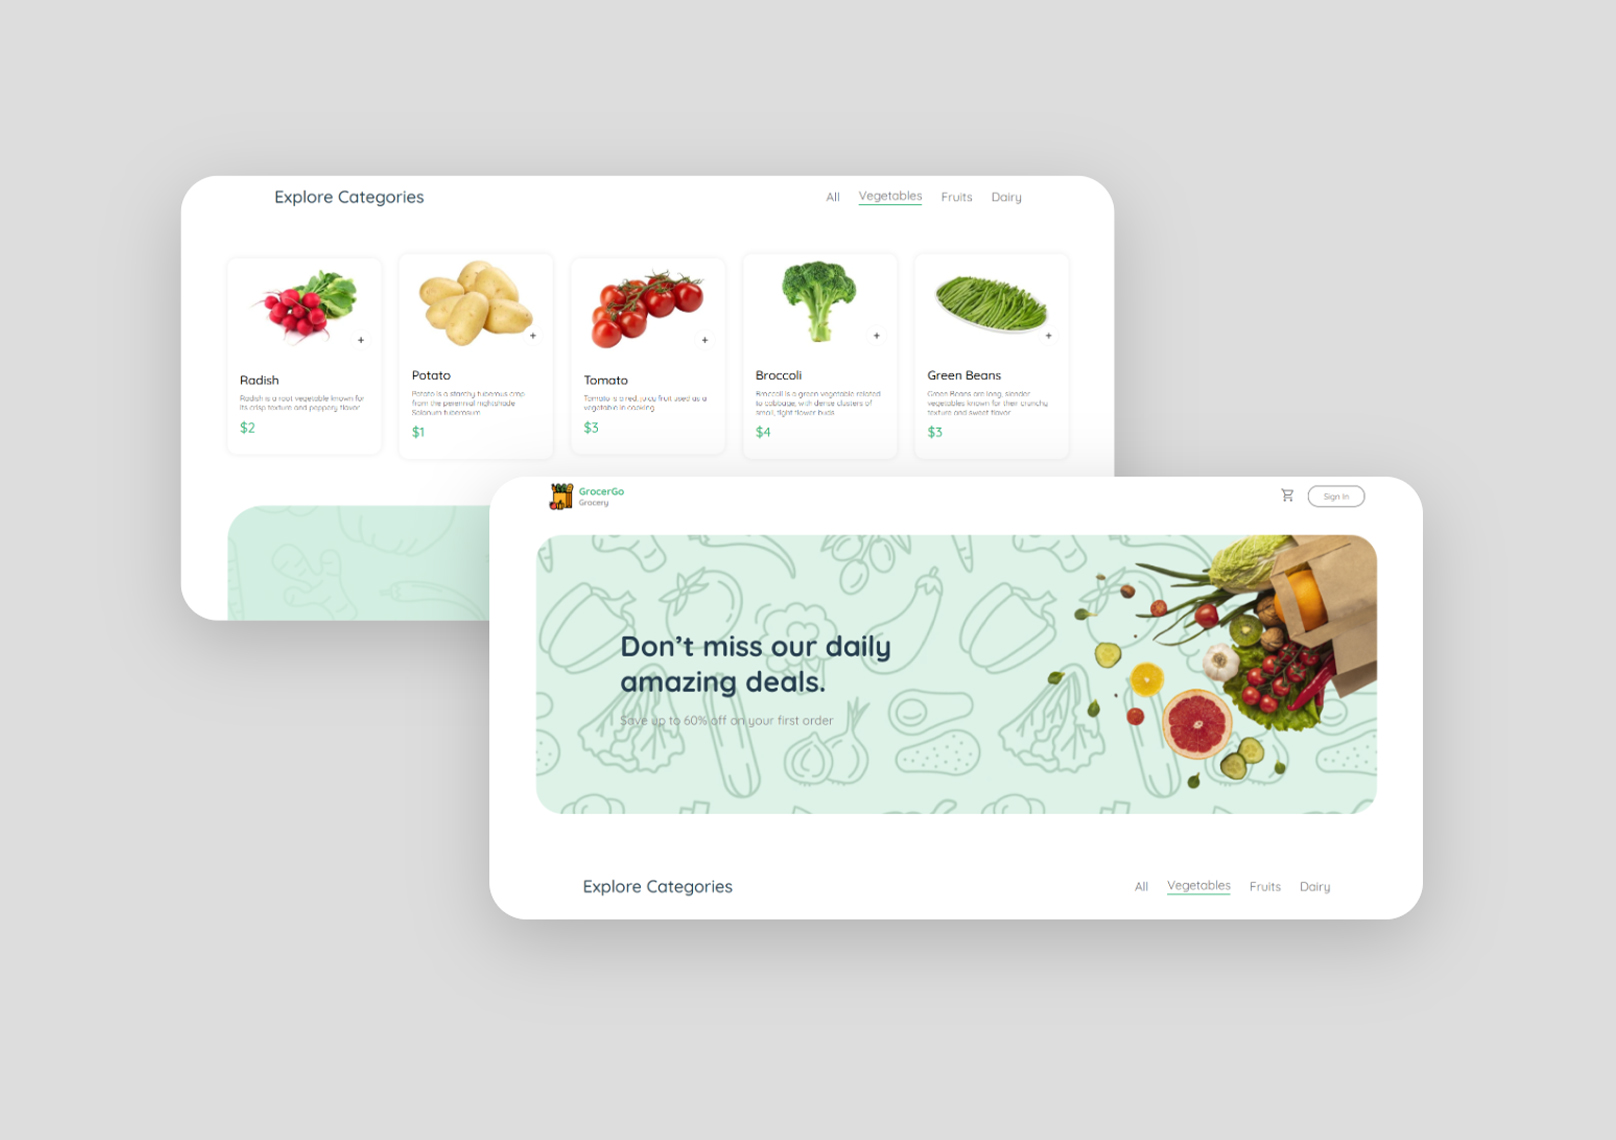 Explore Categories
All Vegetables Fruits Dairy
+
+
+
+
+
Radish
Radish is a root vegetable known for
its crisp texture and peppery flavor
$2
Potato
Potato is a starchy tuberous crop
from the perennial nightshade
Solanum tuberosum
$1
Tomato
Tomato is a red, juicy fruit used as a
vegetable in cooking
$3
Broccoli
Broccoli is a green vegetable related
to cabbage, with dense clusters of
small, tight flower buds
$4
Green Beans
Green Beans are long, slender
vegetables known for their crunchy
texture and sweet flavor
$3
GrocerGo
Grocery
Sign In
Don’t miss our daily
amazing deals.
Save up to 60% off on your first order
Explore Categories
All Vegetables Fruits Dairy